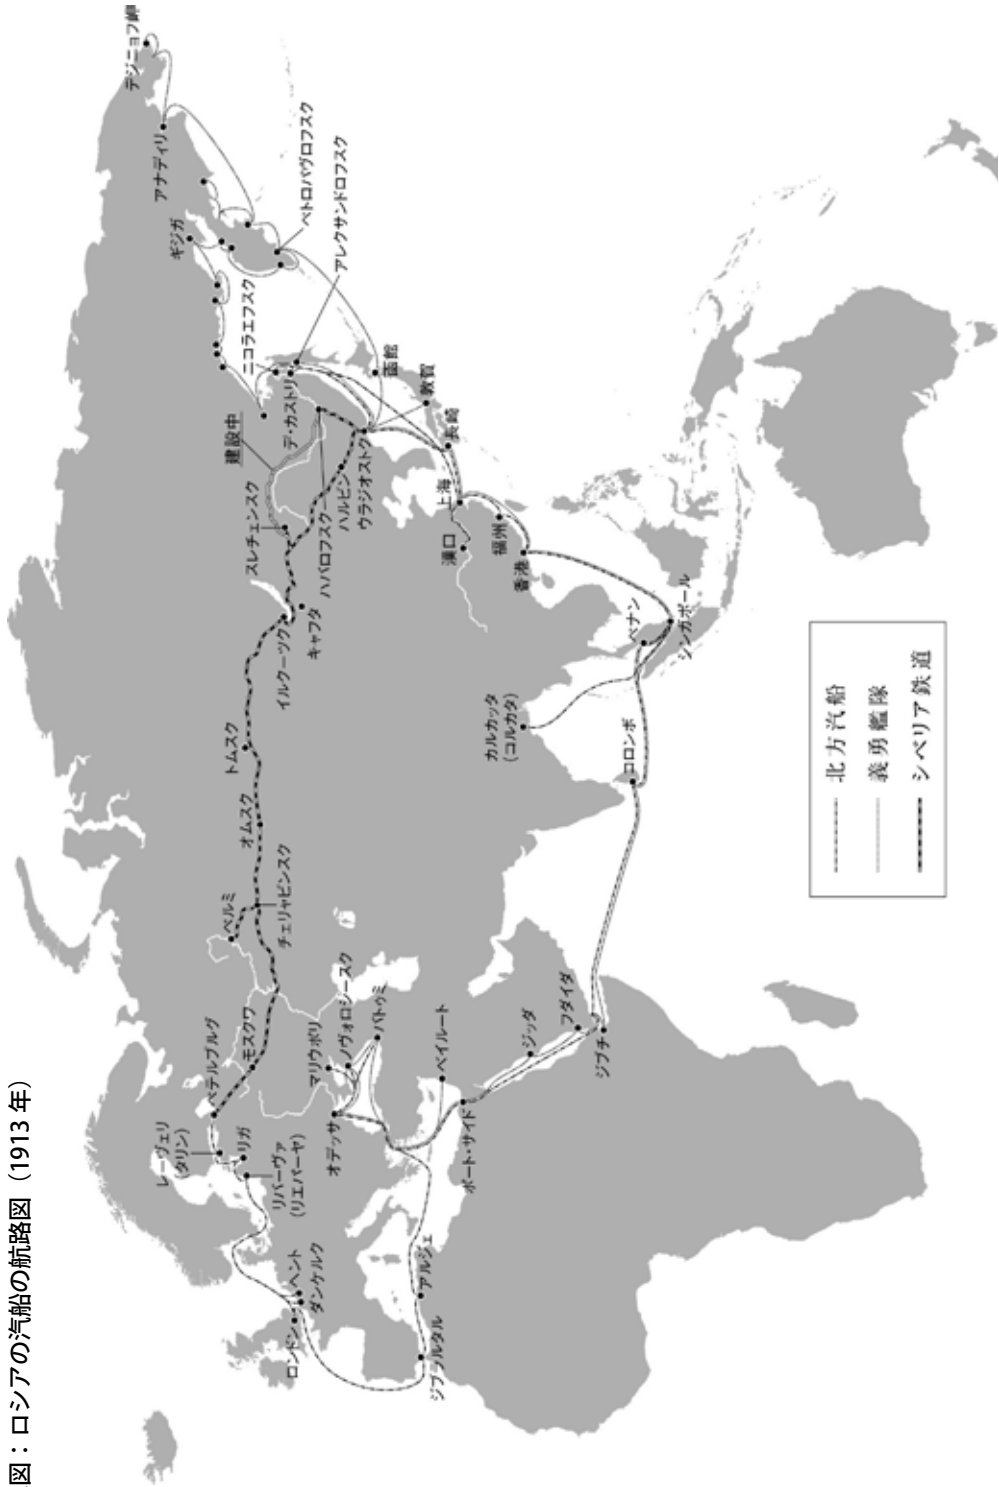 図：ロシアの汽船の航路図（1913 年）
デジニョフ岬
アナディリ
ギジガ
ペトロパヴロフスク
アレクサンドロフスク
ニコラエフスク
デ・カストリ
建設中
函館
敦賀
長崎
スレチェンスク
ハバロフスク
ハルビン
ウラジオストク
上海
漢口
福州
香港
イルクーツク
キャフタ
ペナン
シンガポール
トムスク
カルカッタ
（コルカタ）
コロンボ
オムスク
ペルミ
チェリャビンスク
ペテルブルグ
モスクワ
マリウポリ
ノヴォロシースク
バトゥミ
ベイルート
ジッダ
フダイダ
ジブチ
レーヴェリ
（タリン）
リガ
リバーヴァ
（リエパーヤ）
オデッサ
ポート・サイド
ロンドン
ヘント
ダンケルク
アルジェ
ジブラルタル
北方汽船
義勇艦隊
シベリア鉄道